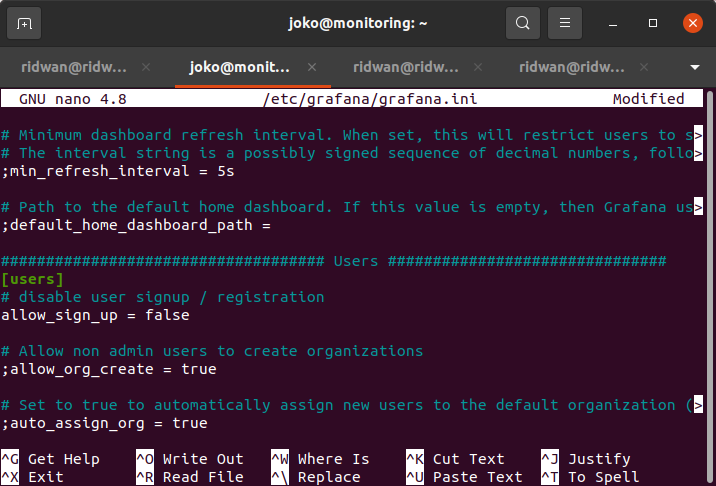 joko@monitoring: ~
ridwan@ridw... joko@monit... ridwan@ridw... ridwan@ridw...
GNU nano 4.8 /etc/grafana/grafana.ini Modified
# Minimum dashboard refresh interval. When set, this will restrict users to s>
# The interval string is a possibly signed sequence of decimal numbers, follo>
;min_refresh_interval = 5s
# Path to the default home dashboard. If this value is empty, then Grafana us>
;default_home_dashboard_path =
#################################### Users ###############################
[users]
# disable user signup / registration
allow_sign_up = false
# Allow non admin users to create organizations
;allow_org_create = true
# Set to true to automatically assign new users to the default organization (>
;auto_assign_org = true
^G Get Help ^O Write Out ^W Where Is ^K Cut Text ^J Justify
^X Exit ^R Read File ^\ Replace ^U Paste Text ^T To Spell